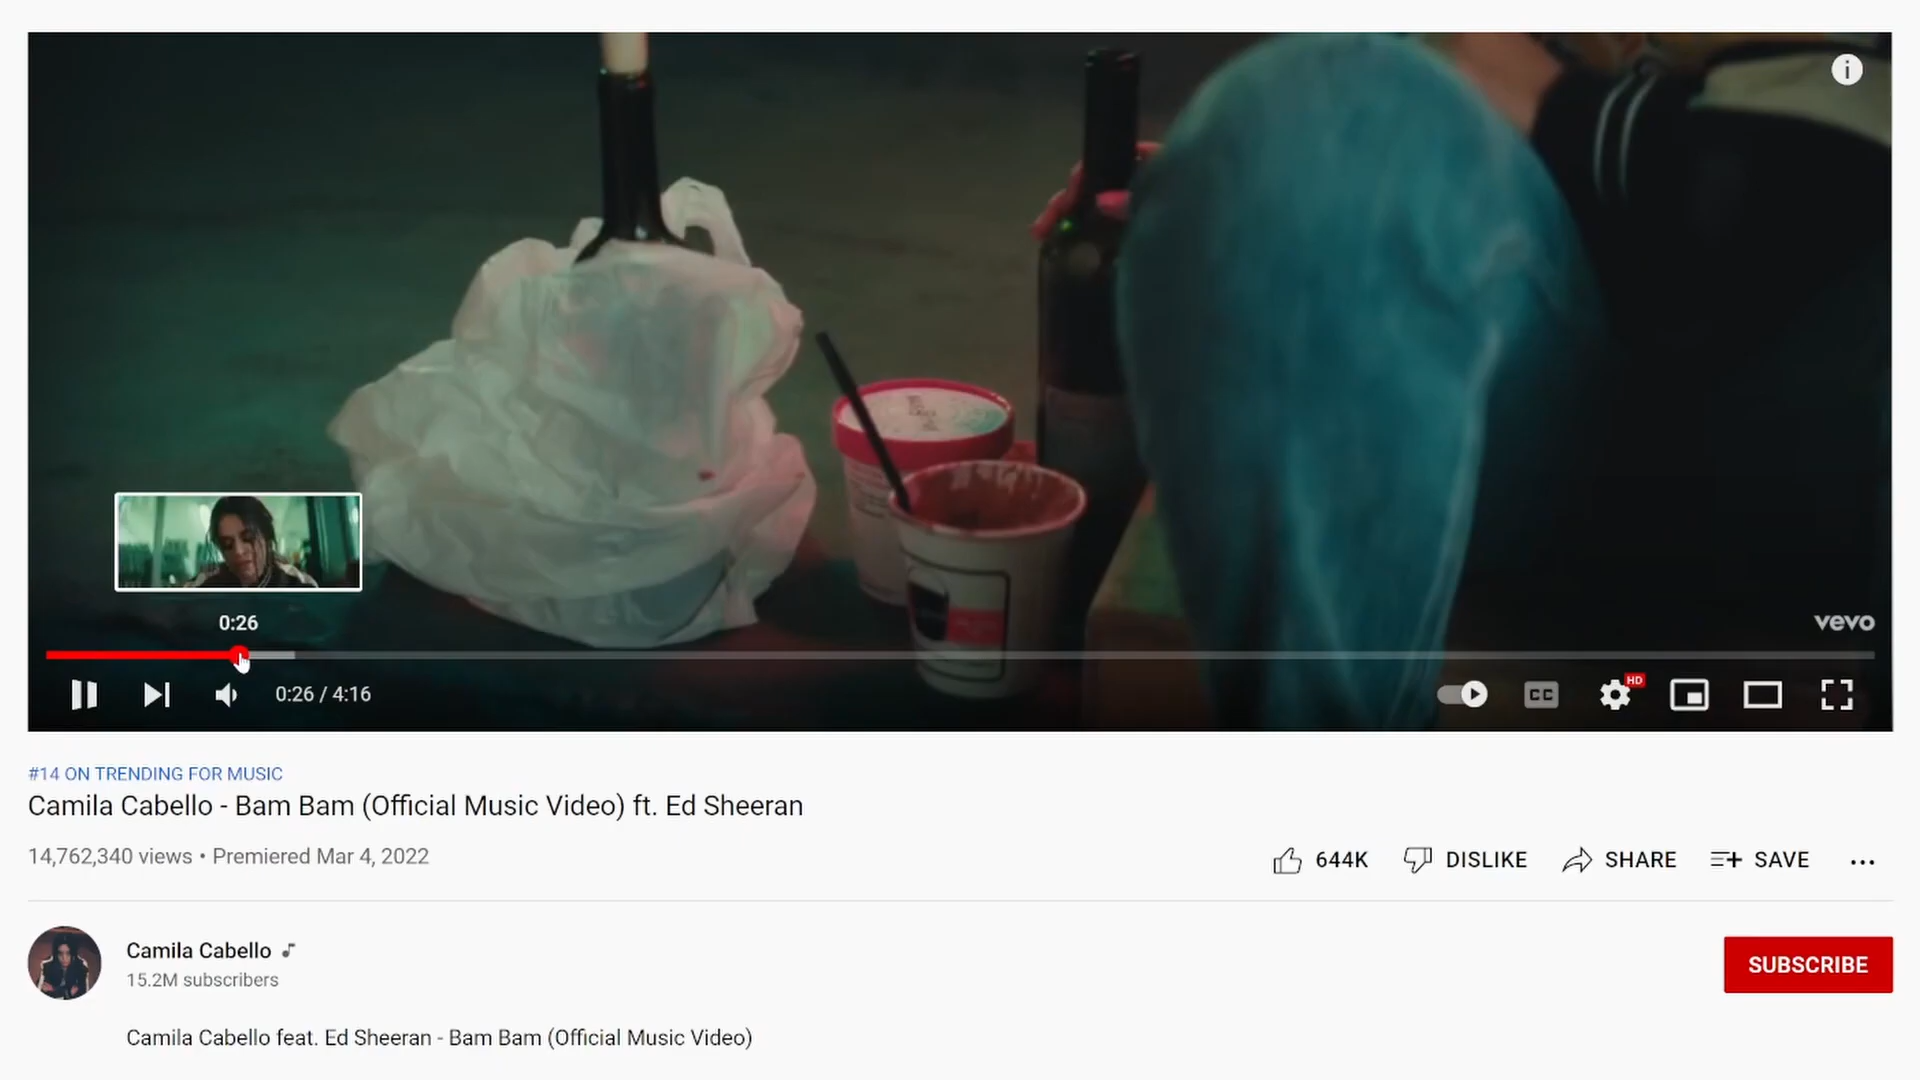 vevo
0:26
0:26 / 4:16
CC
HD
#14 ON TRENDING FOR MUSIC
Camila Cabello - Bam Bam (Official Music Video) ft. Ed Sheeran
14,762,340 views • Premiered Mar 4, 2022
644K
DISLIKE
SHARE
SAVE
Camila Cabello
15.2M subscribers
SUBSCRIBE
Camila Cabello feat. Ed Sheeran - Bam Bam (Official Music Video)